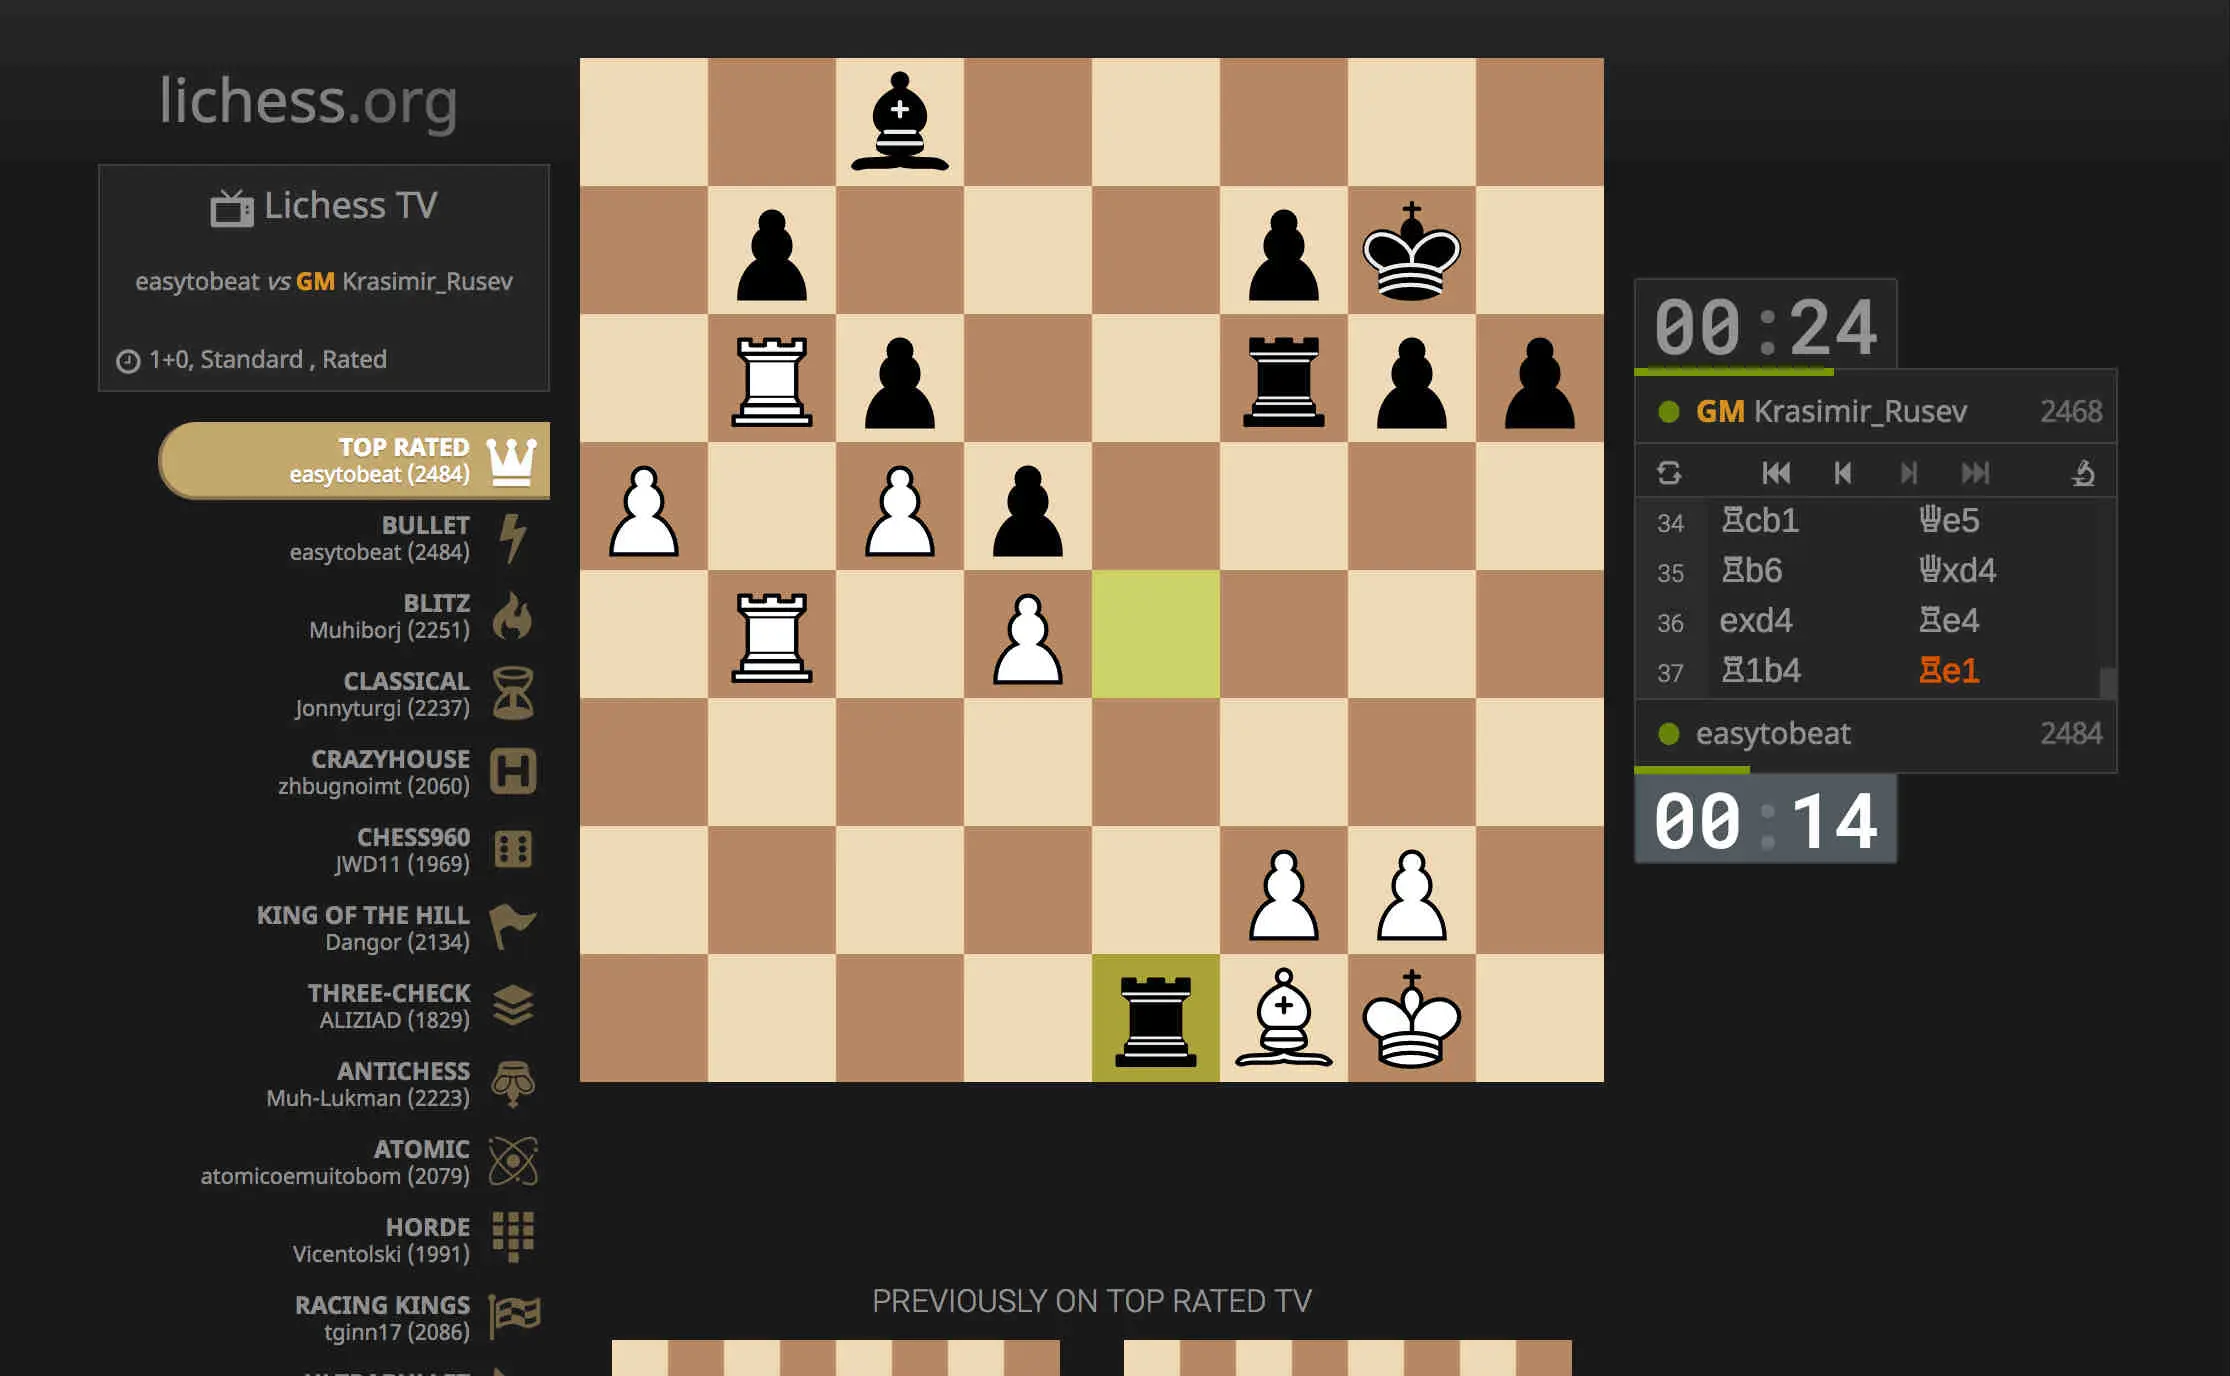 lichess.org
Lichess TV
easytobeat vs GM Krasimir_Rusev
1+0, Standard , Rated
TOP RATED
easytobeat (2484)
BULLET
easytobeat (2484)
BLITZ
Muhiborj (2251)
CLASSICAL
Jonnyturgi (2237)
CRAZYHOUSE
zhbugnoimt (2060)
CHESS960
JWD11 (1969)
KING OF THE HILL
Dangor (2134)
THREE-CHECK
ALIZIAD (1829)
ANTICHESS
Muh-Lukman (2223)
ATOMIC
atomicoemuitobom (2079)
HORDE
Vicentolski (1991)
RACING KINGS
tginn17 (2086)
00:24
GM Krasimir_Rusev 2468
34 ♖cb1 ♕e5
35 ♖b6 ♕xd4
36 exd4 ♖e4
37 ♖1b4 ♖e1
easytobeat 2484
00:14
PREVIOUSLY ON TOP RATED TV